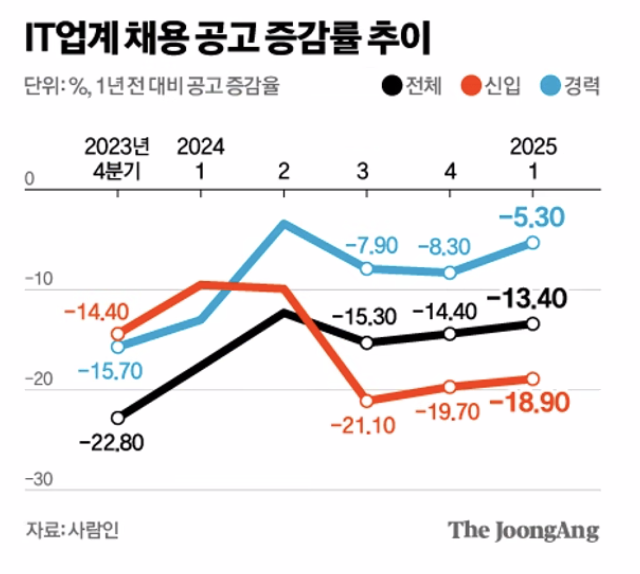 IT업계 채용 공고 증감률 추이
단위: %, 1년 전 대비 공고 증감율
전체 신입 경력
2023년 2024 2025
4분기 1 2 3 4 1
0
-5.30
-7.90 -8.30
-10
-14.40 -15.30 -14.40 -13.40
-15.70
-20
-22.80 -21.10 -19.70 -18.90
-30
자료: 사람인 The JoongAng